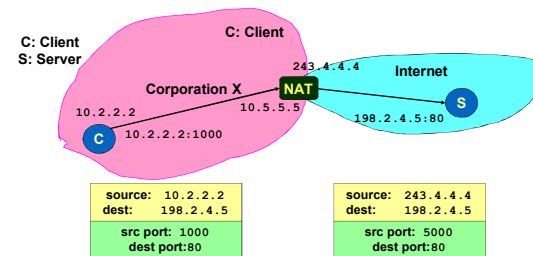 C: Client
C: Client
S: Server
243.4.4.4
Internet
Corporation X
NAT
10.2.2.2
10.5.5.5
S
198.2.4.5:80
C
10.2.2.2:1000
source: 10.2.2.2
dest: 198.2.4.5
src port: 1000
dest port:80
source: 243.4.4.4
dest: 198.2.4.5
src port: 5000
dest port:80